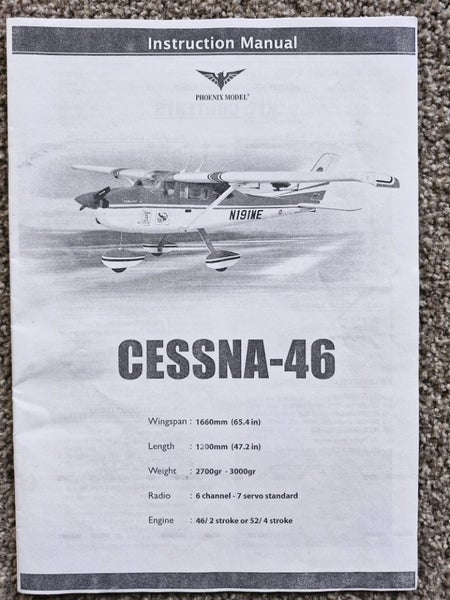 Instruction Manual
PHOENIX MODEL®
N191ME
CESSNA-46
Wingspan : 1660mm (65.4 in)
Length : 1200mm (47.2 in)
Weight : 2700gr - 3000gr
Radio : 6 channel - 7 servo standard
Engine : 46/ 2 stroke or 52/ 4 stroke